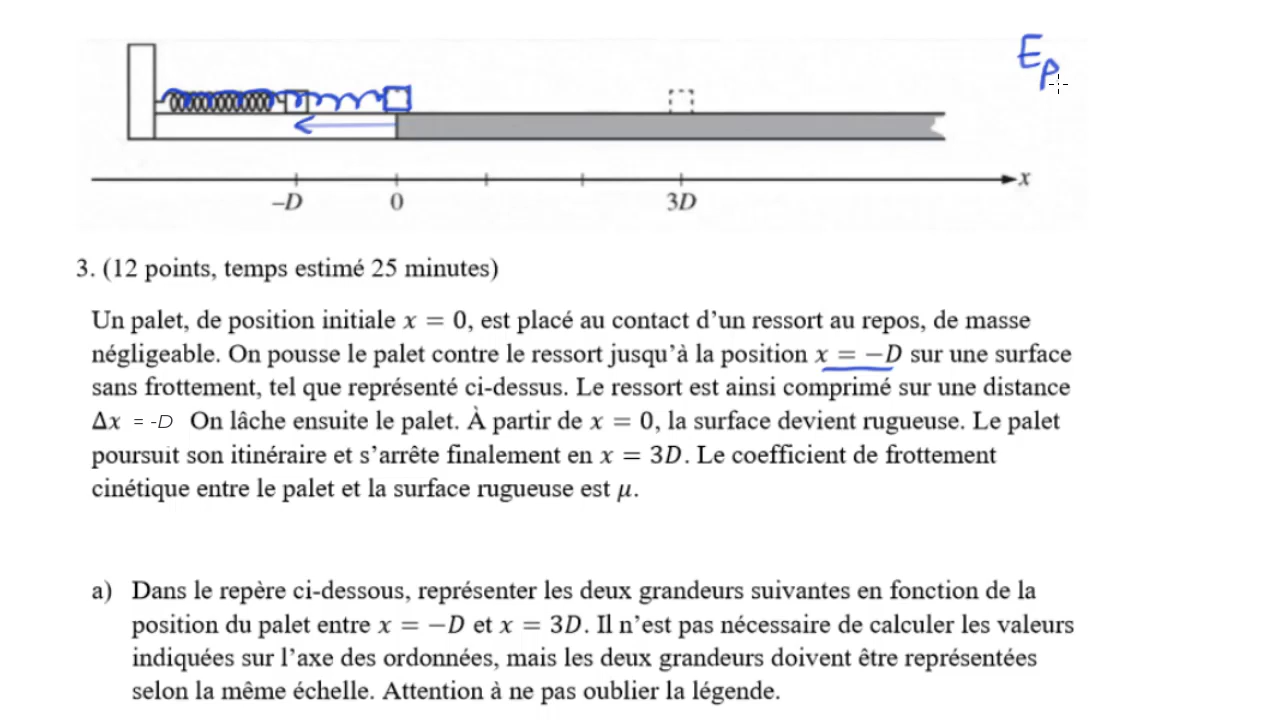 Ep
x
–D 0 3D
3. (12 points, temps estimé 25 minutes)
Un palet, de position initiale x = 0, est placé au contact d’un ressort au repos, de masse
négligeable. On pousse le palet contre le ressort jusqu’à la position x = −D sur une surface
sans frottement, tel que représenté ci-dessus. Le ressort est ainsi comprimé sur une distance
Δx = -D On lâche ensuite le palet. À partir de x = 0, la surface devient rugueuse. Le palet
poursuit son itinéraire et s’arrête finalement en x = 3D. Le coefficient de frottement
cinétique entre le palet et la surface rugueuse est μ.
a) Dans le repère ci-dessous, représenter les deux grandeurs suivantes en fonction de la
position du palet entre x = −D et x = 3D. Il n’est pas nécessaire de calculer les valeurs
indiquées sur l’axe des ordonnées, mais les deux grandeurs doivent être représentées
selon la même échelle. Attention à ne pas oublier la légende.